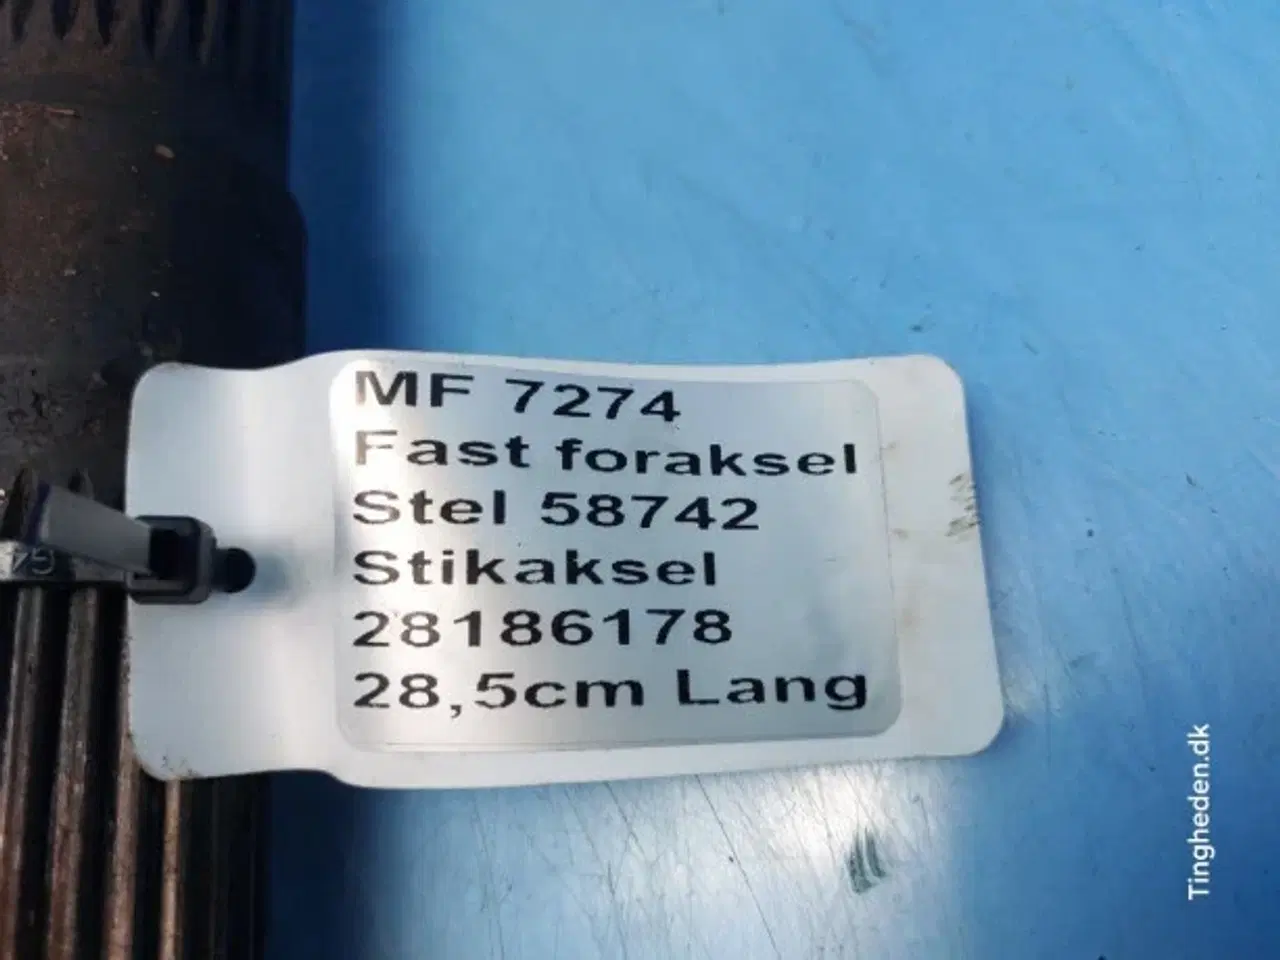 MF 7274
Fast foraksel
Stel 58742
Stikaksel
28186178
28,5cm Lang
Tingheden.dk